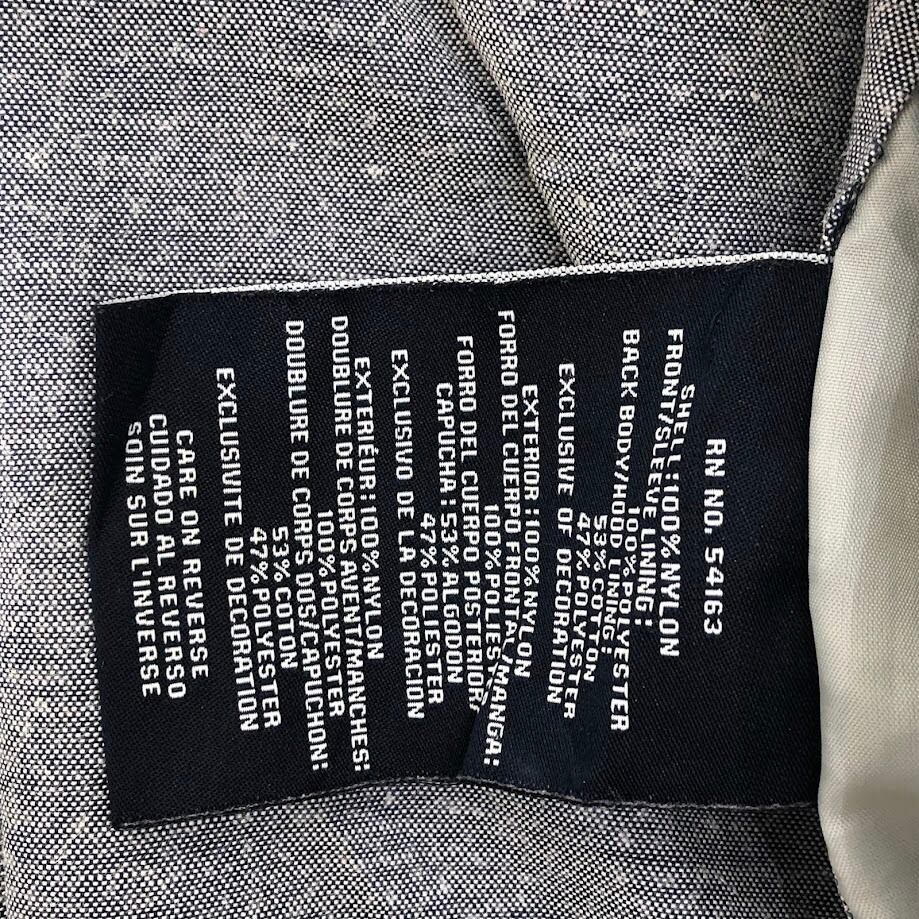 RN NO. 54163
SHELL:100% NYLON
FRONT/SLEEVE LINING:
100% POLYESTER
BACK BODY/HOOD LINING:
53% COTTON
47% POLYESTER
EXCLUSIVE OF DECORATION
EXTERIOR:100% NYLON
FORRO DEL CUERPO FRONTAL/MANGA:
100% POLIESTER
FORRO DEL CUERPO POSTERIOR/
CAPUCHA:53% ALGODON
47% POLIESTER
EXCLUSIVO DE LA DECORACION
EXTERIEUR:100% NYLON
DOUBLURE DE CORPS AVENT/MANCHES:
100% POLYESTER
DOUBLURE DE CORPS DOS/CAPUCHON:
53% COTON
47% POLYESTER
EXCLUSIVITE DE DECORATION
CARE ON REVERSE
CUIDADO AL REVERSO
SOIN SUR L'INVERSE